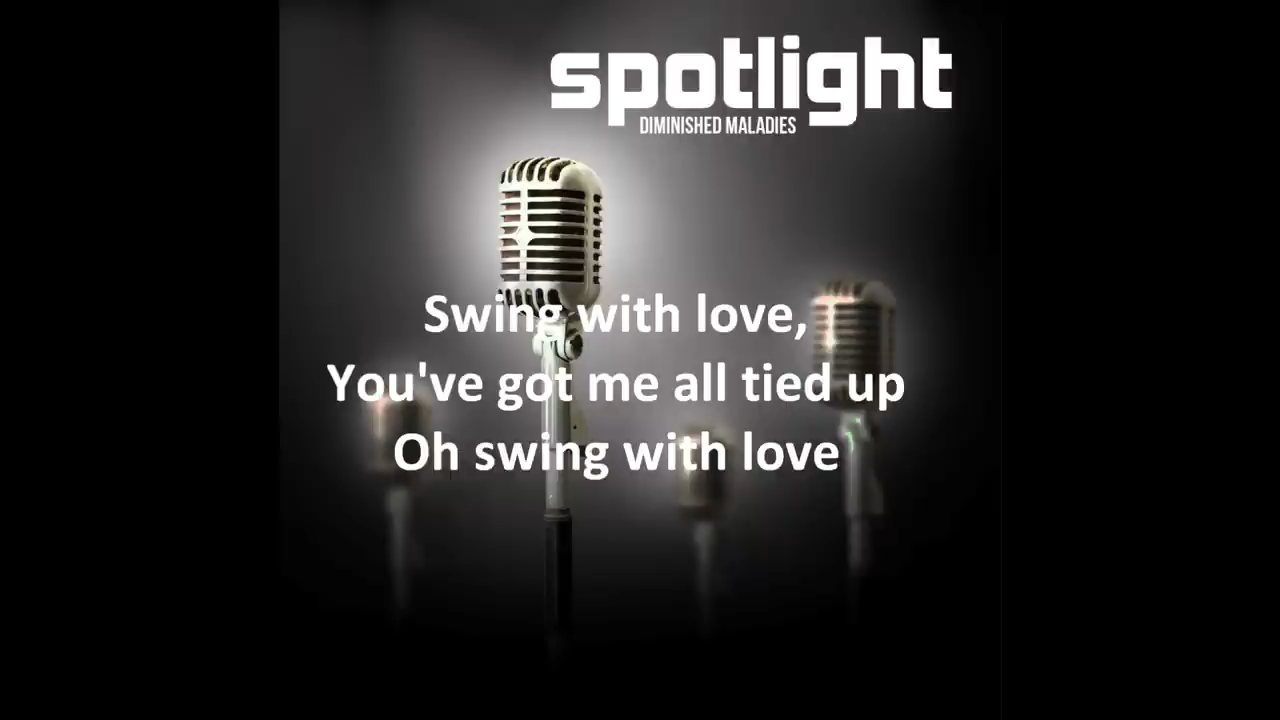 spotlight
DIMINISHED MALADIES
Swing with love,
You've got me all tied up
Oh swing with love